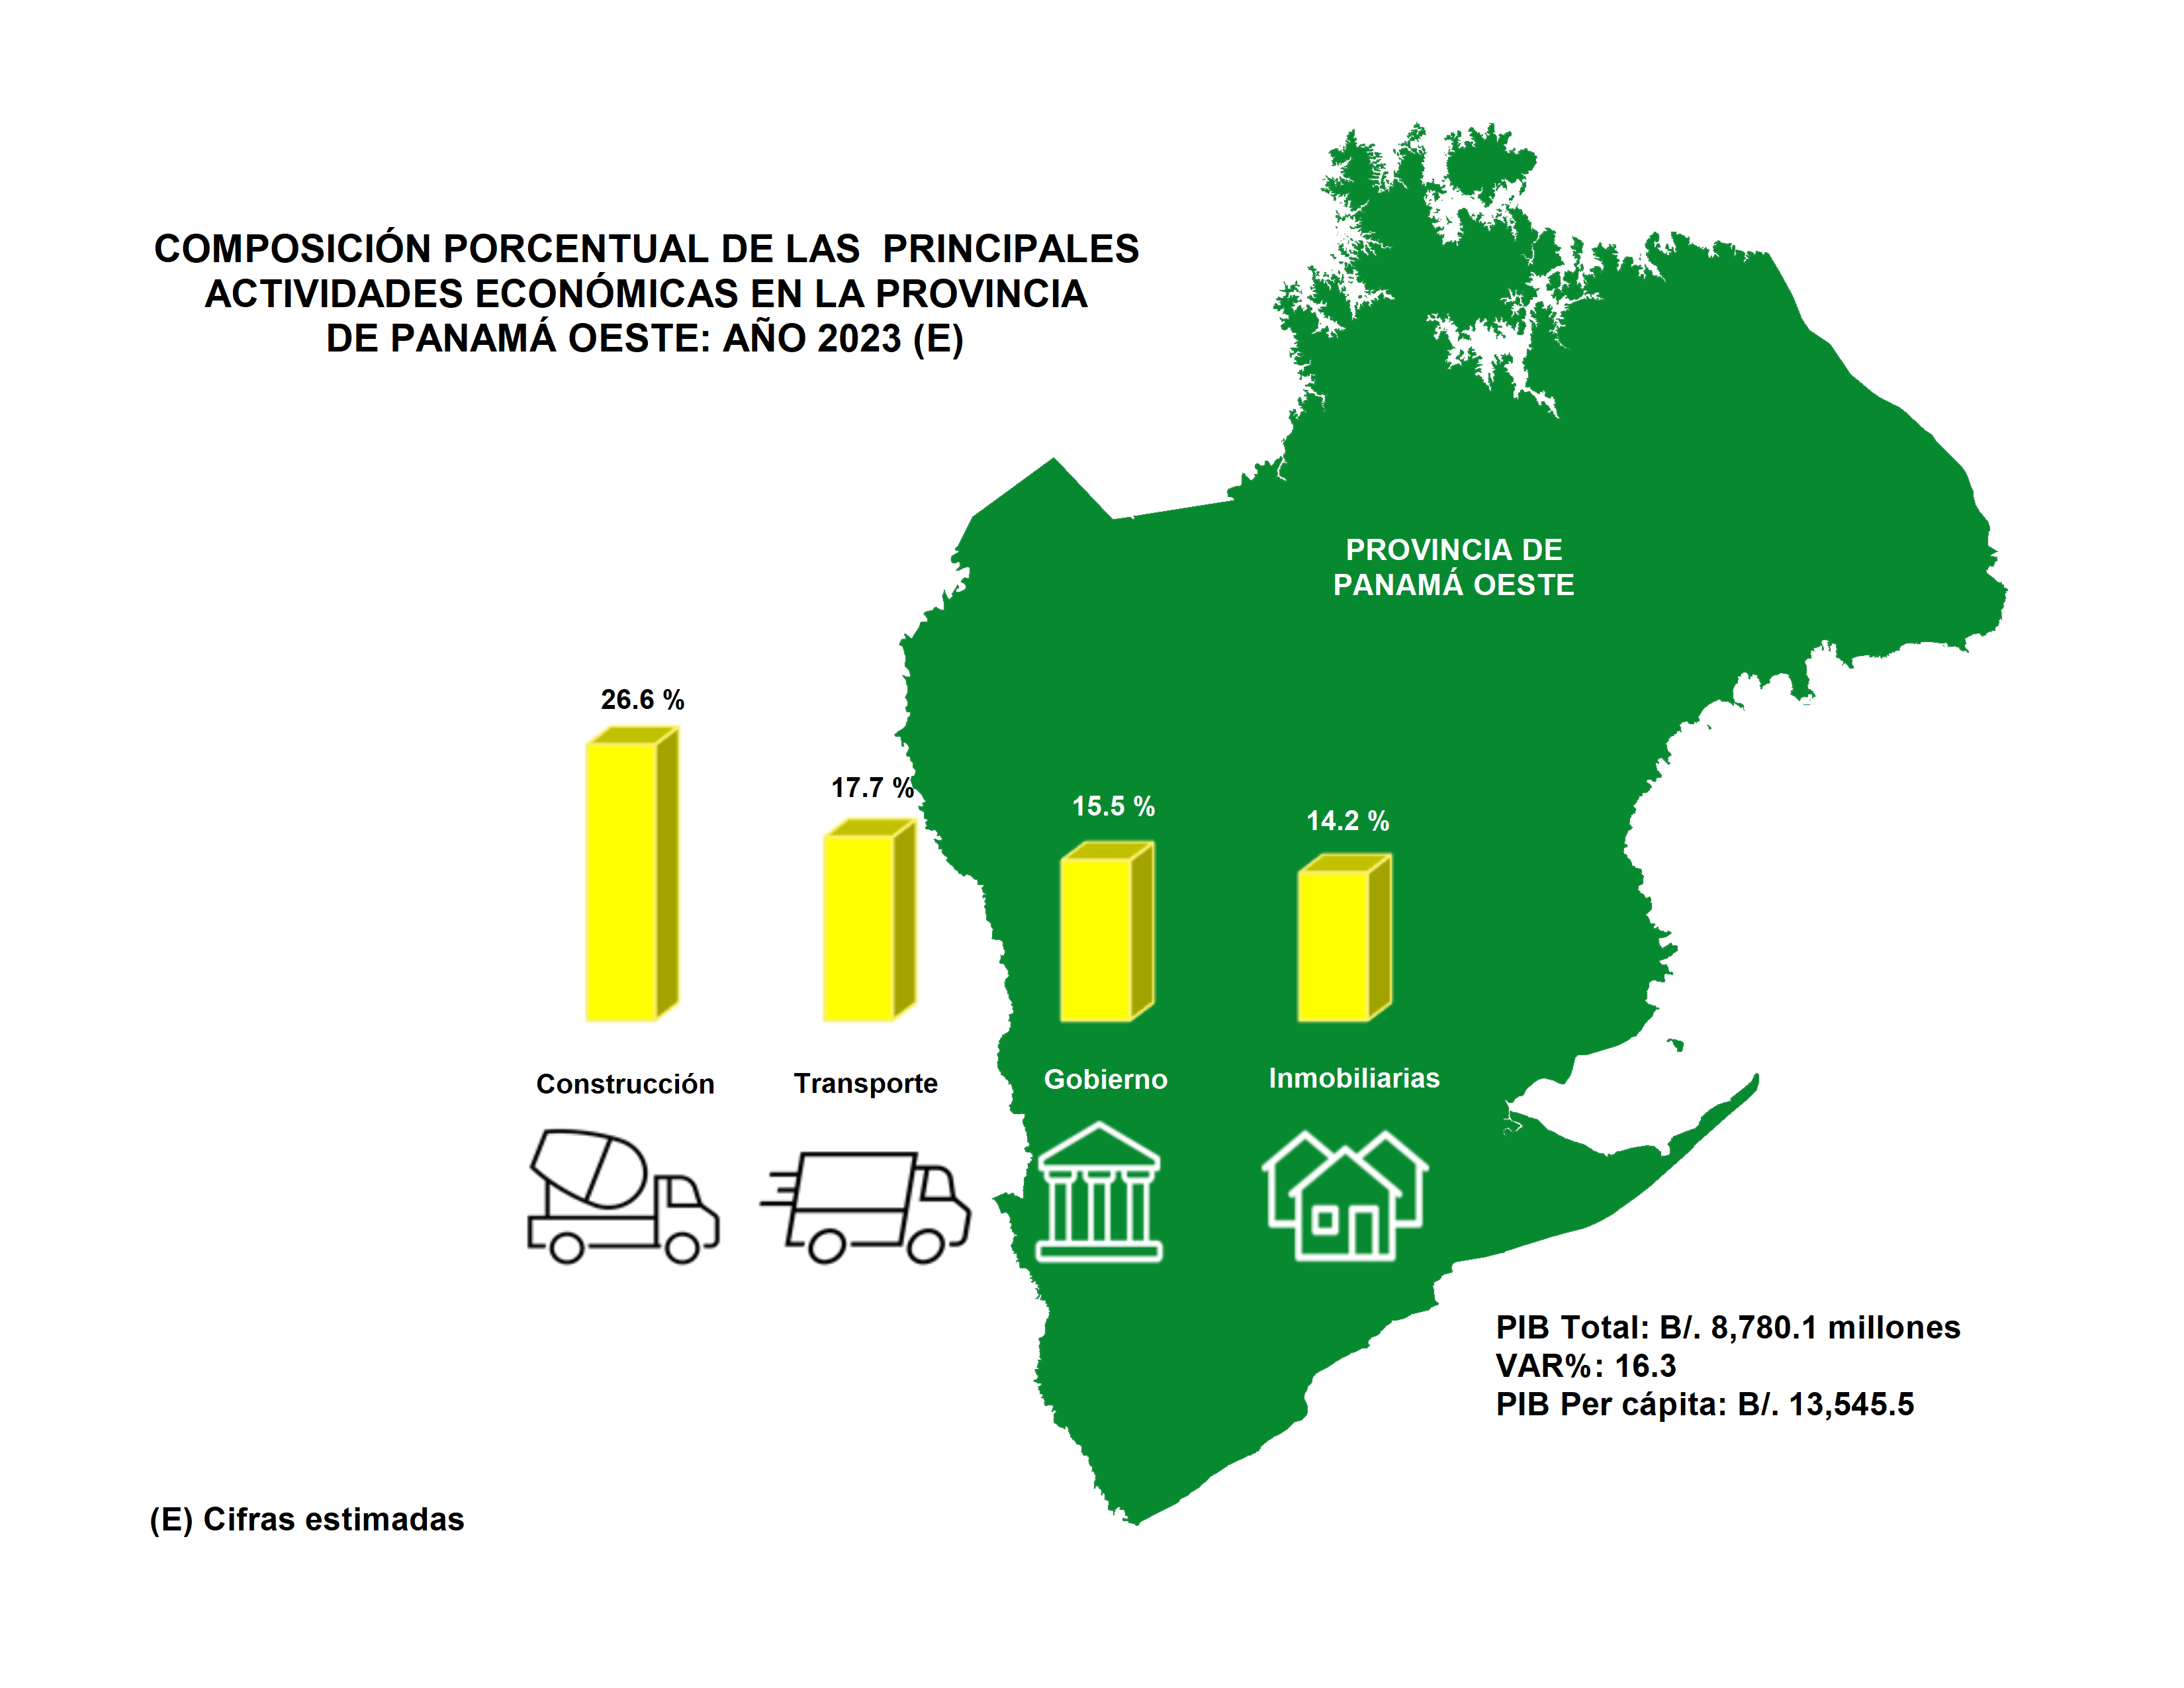 COMPOSICIÓN PORCENTUAL DE LAS PRINCIPALES
ACTIVIDADES ECONÓMICAS EN LA PROVINCIA
DE PANAMÁ OESTE: AÑO 2023 (E)
PROVINCIA DE
PANAMÁ OESTE
26.6 %
17.7 %
15.5 %
14.2 %
Construcción
Transporte
Gobierno
Inmobiliarias
PIB Total: B/. 8,780.1 millones
VAR%: 16.3
PIB Per cápita: B/. 13,545.5
(E) Cifras estimadas